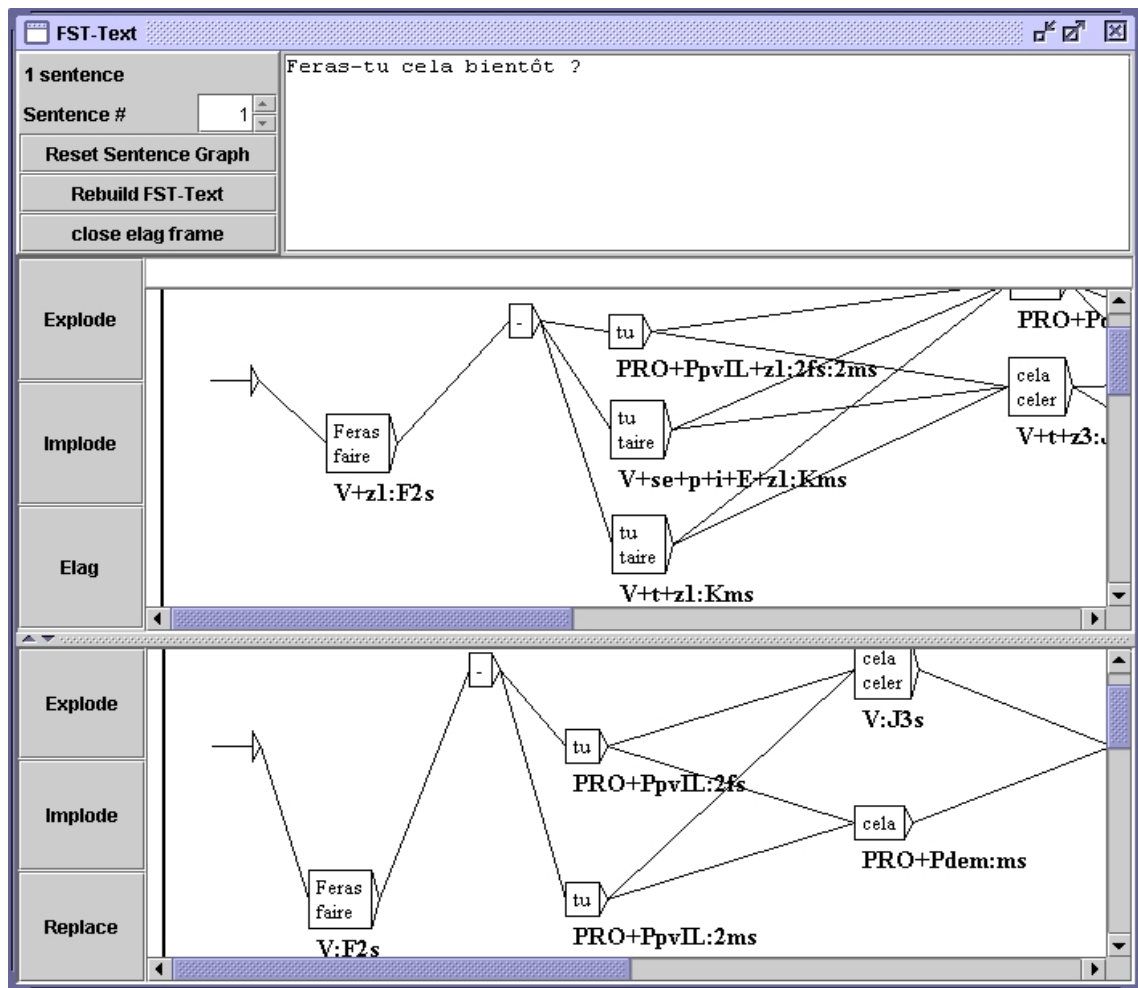 FST-Text
1 sentence
Sentence #
1
Reset Sentence Graph
Rebuild FST-Text
close elag frame
Feras-tu cela bientôt ?
Explode
Implode
Elag
Feras
faire
V+z1:F2s
-
tu
PRO+PpvIL+z1:2fs:2ms
tu
taire
V+se+p+i+E+z1:Kms
tu
taire
V+t+z1:Kms
cela
celer
V+t+z3:
Explode
Implode
Replace
Feras
faire
V:F2s
-
tu
PRO+PpvIL:2fs
tu
PRO+PpvIL:2ms
cela
celer
V:J3s
cela
PRO+Pdem:ms